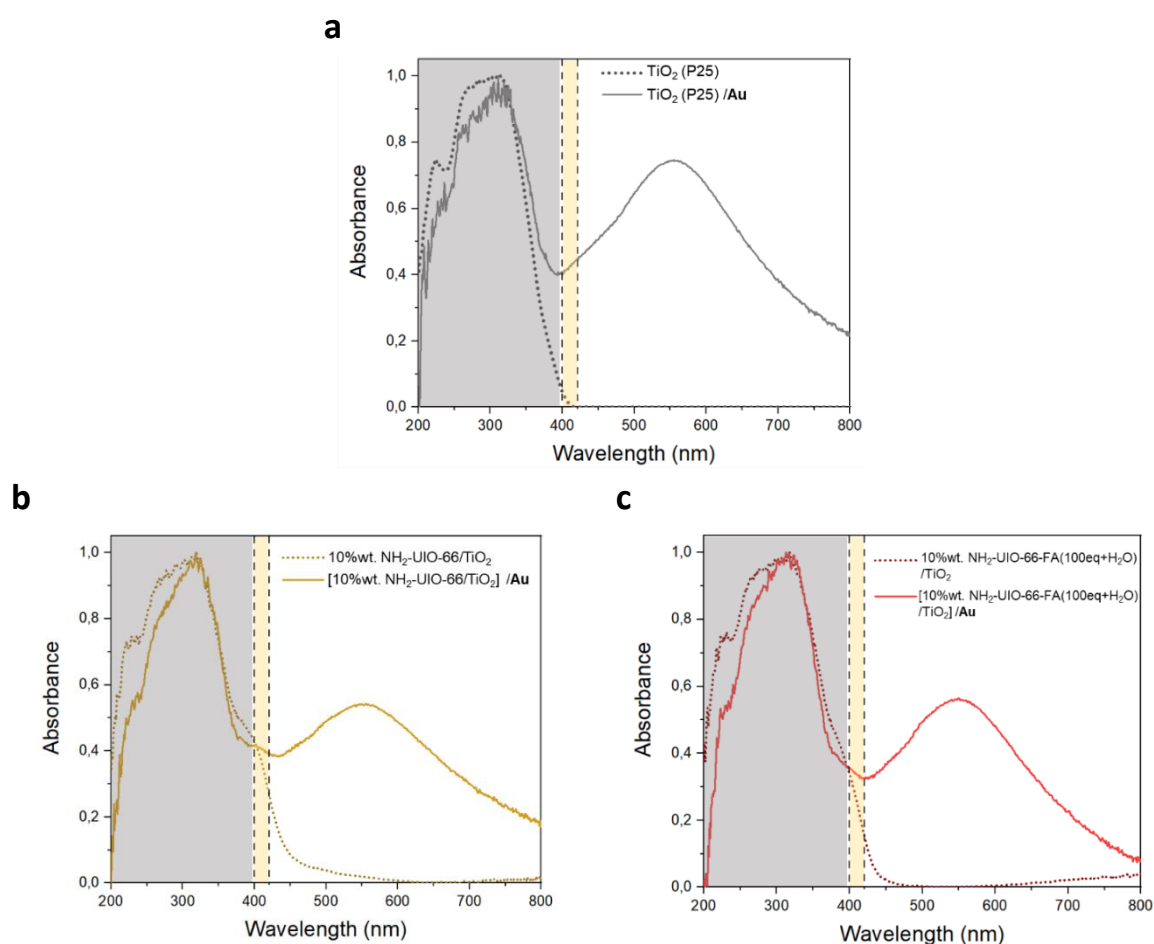 a
TiO₂ (P25)
TiO₂ (P25) /Au
1,0
0,8
0,6
0,4
0,2
0,0
Absorbance
200 300 400 500 600 700 800
Wavelength (nm)
b
10%wt. NH₂-UIO-66/TiO₂
[10%wt. NH₂-UIO-66/TiO₂] /Au
1,0
0,8
0,6
0,4
0,2
0,0
Absorbance
200 300 400 500 600 700 800
Wavelength (nm)
c
10%wt. NH₂-UIO-66-FA(100eq+H₂O)
/TiO₂
[10%wt. NH₂-UIO-66-FA(100eq+H₂O)
/TiO₂] /Au
1,0
0,8
0,6
0,4
0,2
0,0
Absorbance
200 300 400 500 600 700 800
Wavelength (nm)